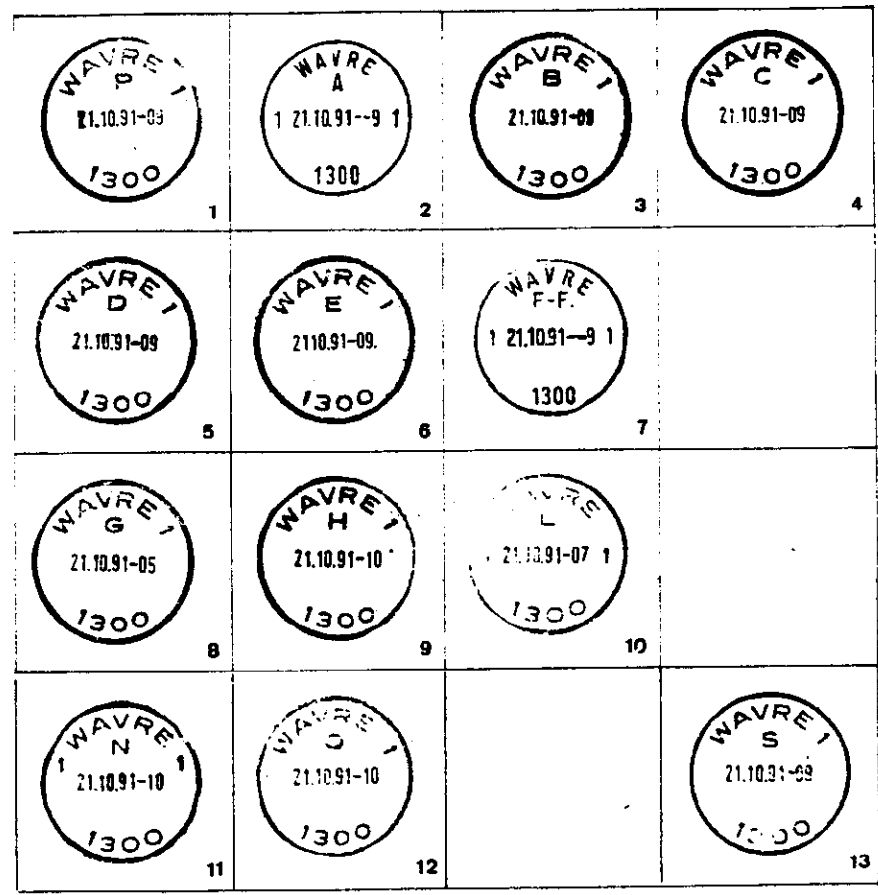 WAVRE 1
P
21.10.91-09
1300
1
WAVRE
A
1 21.10.91--9 1
1300
2
WAVRE 1
B
21.10.91-09
1300
3
WAVRE 1
C
21.10.91-09
1300
4
WAVRE 1
D
21.10.91-09
1300
5
WAVRE 1
E
2110.91-09.
1300
6
WAVRE
F-F.
1 21.10.91--9 1
1300
7
WAVRE 1
G
21.10.91-05
1300
8
WAVRE 1
H
21.10.91-10
1300
9
WAVRE
L
21.10.91-07 1
1300
10
WAVRE
N
1 1
21.10.91-10
1300
11
WAVRE 1
O
21.10.91-10
1300
12
WAVRE 1
S
21.10.91-09
1300
13